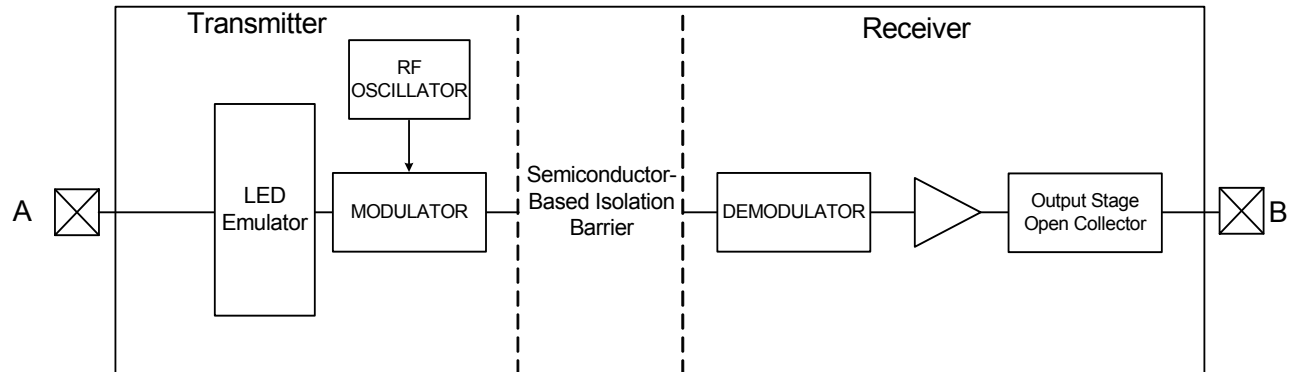 Transmitter
Receiver
RF
OSCILLATOR
LED
Emulator
MODULATOR
Semiconductor-
Based Isolation
Barrier
DEMODULATOR
Output Stage
Open Collector
A
B